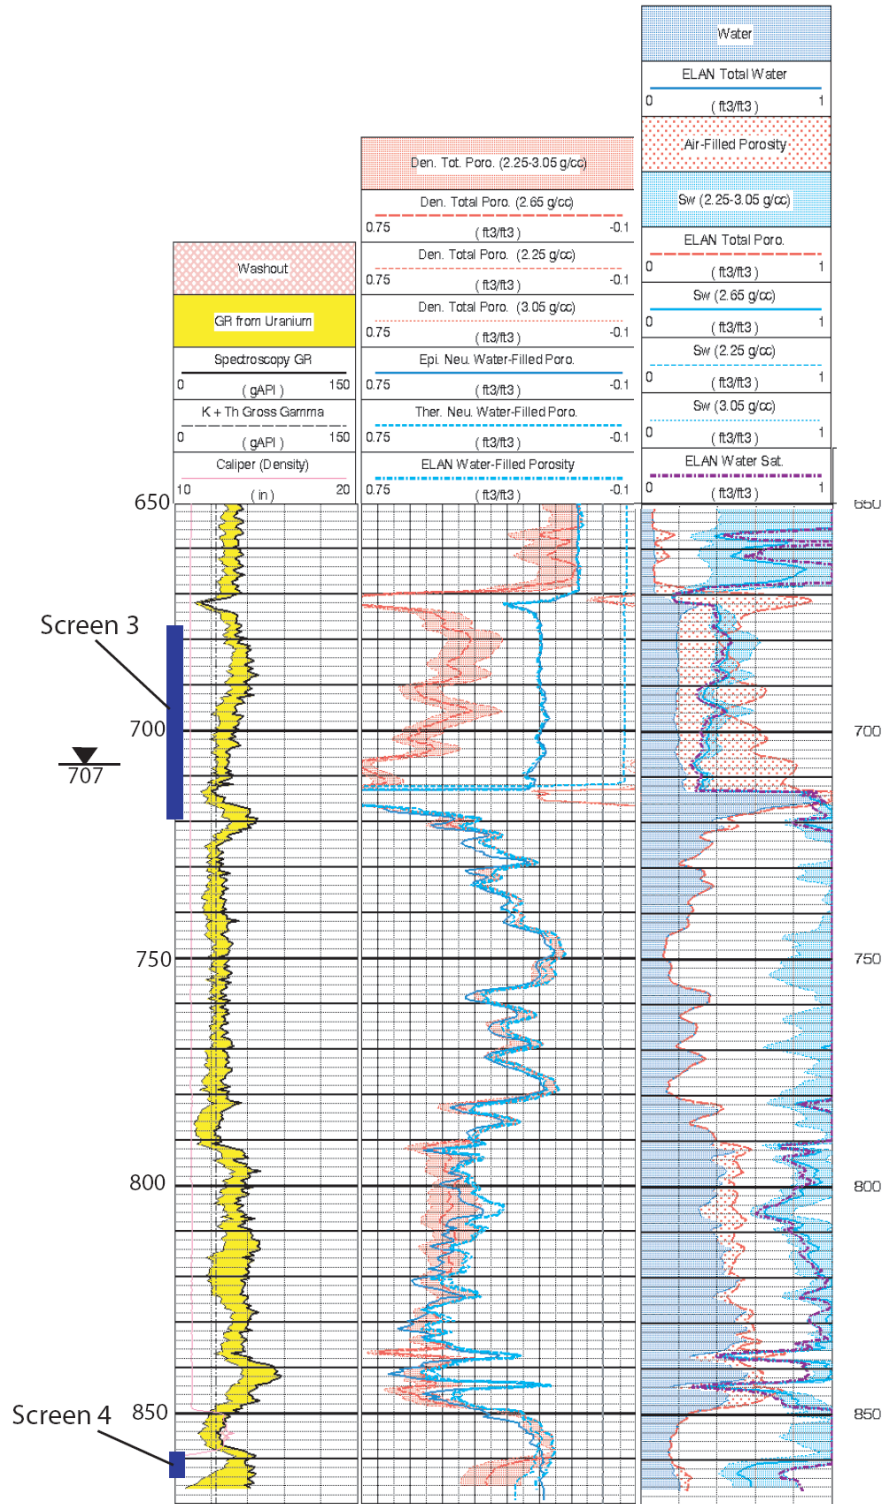 Water
ELAN Total Water
0 ( ft3/ft3 ) 1
Air-Filled Porosity
Sw (2.25-3.05 g/cc)
ELAN Total Poro.
0 ( ft3/ft3 ) 1
Sw (2.65 g/cc)
0 ( ft3/ft3 ) 1
Sw (2.25 g/cc)
0 ( ft3/ft3 ) 1
Sw (3.05 g/cc)
0 ( ft3/ft3 ) 1
ELAN Water Sat.
0 ( ft3/ft3 ) 1
Den. Tot. Poro. (2.25-3.05 g/cc)
Den. Total Poro. (2.65 g/cc)
0.75 ( ft3/ft3 ) -0.1
Den. Total Poro. (2.25 g/cc)
0.75 ( ft3/ft3 ) -0.1
Den. Total Poro. (3.05 g/cc)
0.75 ( ft3/ft3 ) -0.1
Epi. Neu. Water-Filled Poro.
0.75 ( ft3/ft3 ) -0.1
Ther. Neu. Water-Filled Poro.
0.75 ( ft3/ft3 ) -0.1
ELAN Water-Filled Porosity
0.75 (ft3/ft3 ) -0.1
Washout
GR from Uranium
Spectroscopy GR
0 ( gAPI ) 150
K + Th Gross Gamma
0 ( gAPI ) 150
Caliper (Density)
10 ( in ) 20
650 650
Screen 3
700 700
707
750 750
800 800
850 850
Screen 4